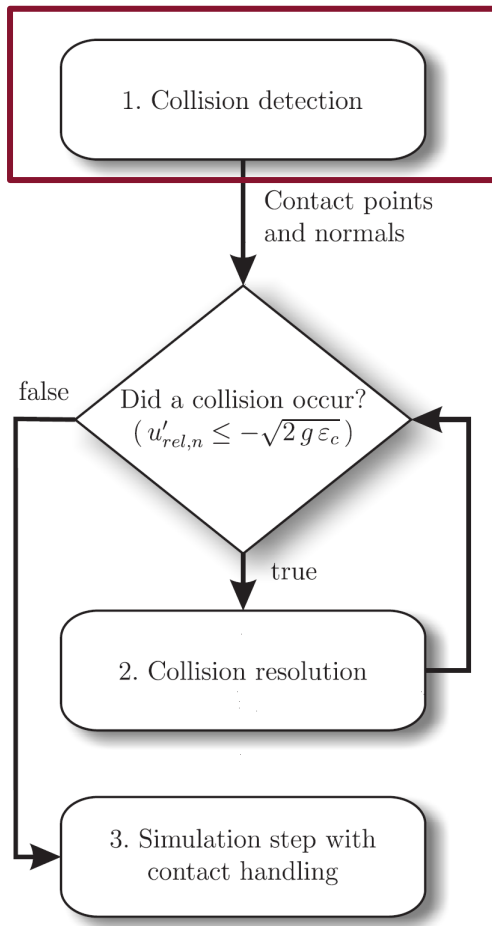 1. Collision detection
Contact points
and normals
false
Did a collision occur?
( u′rel,n ≤ −√2 g εc )
true
2. Collision resolution
3. Simulation step with
contact handling